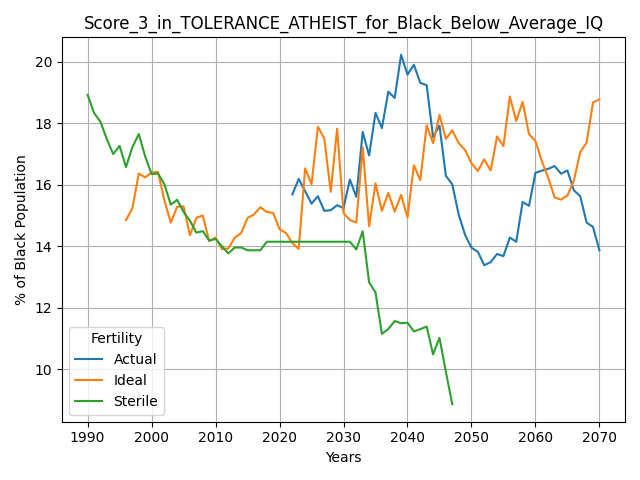 Score_3_in_TOLERANCE_ATHEIST_for_Black_Below_Average_IQ
% of Black Population
20
18
16
14
12
10
Fertility
Actual
Ideal
Sterile
1990 2000 2010 2020 2030 2040 2050 2060 2070
Years